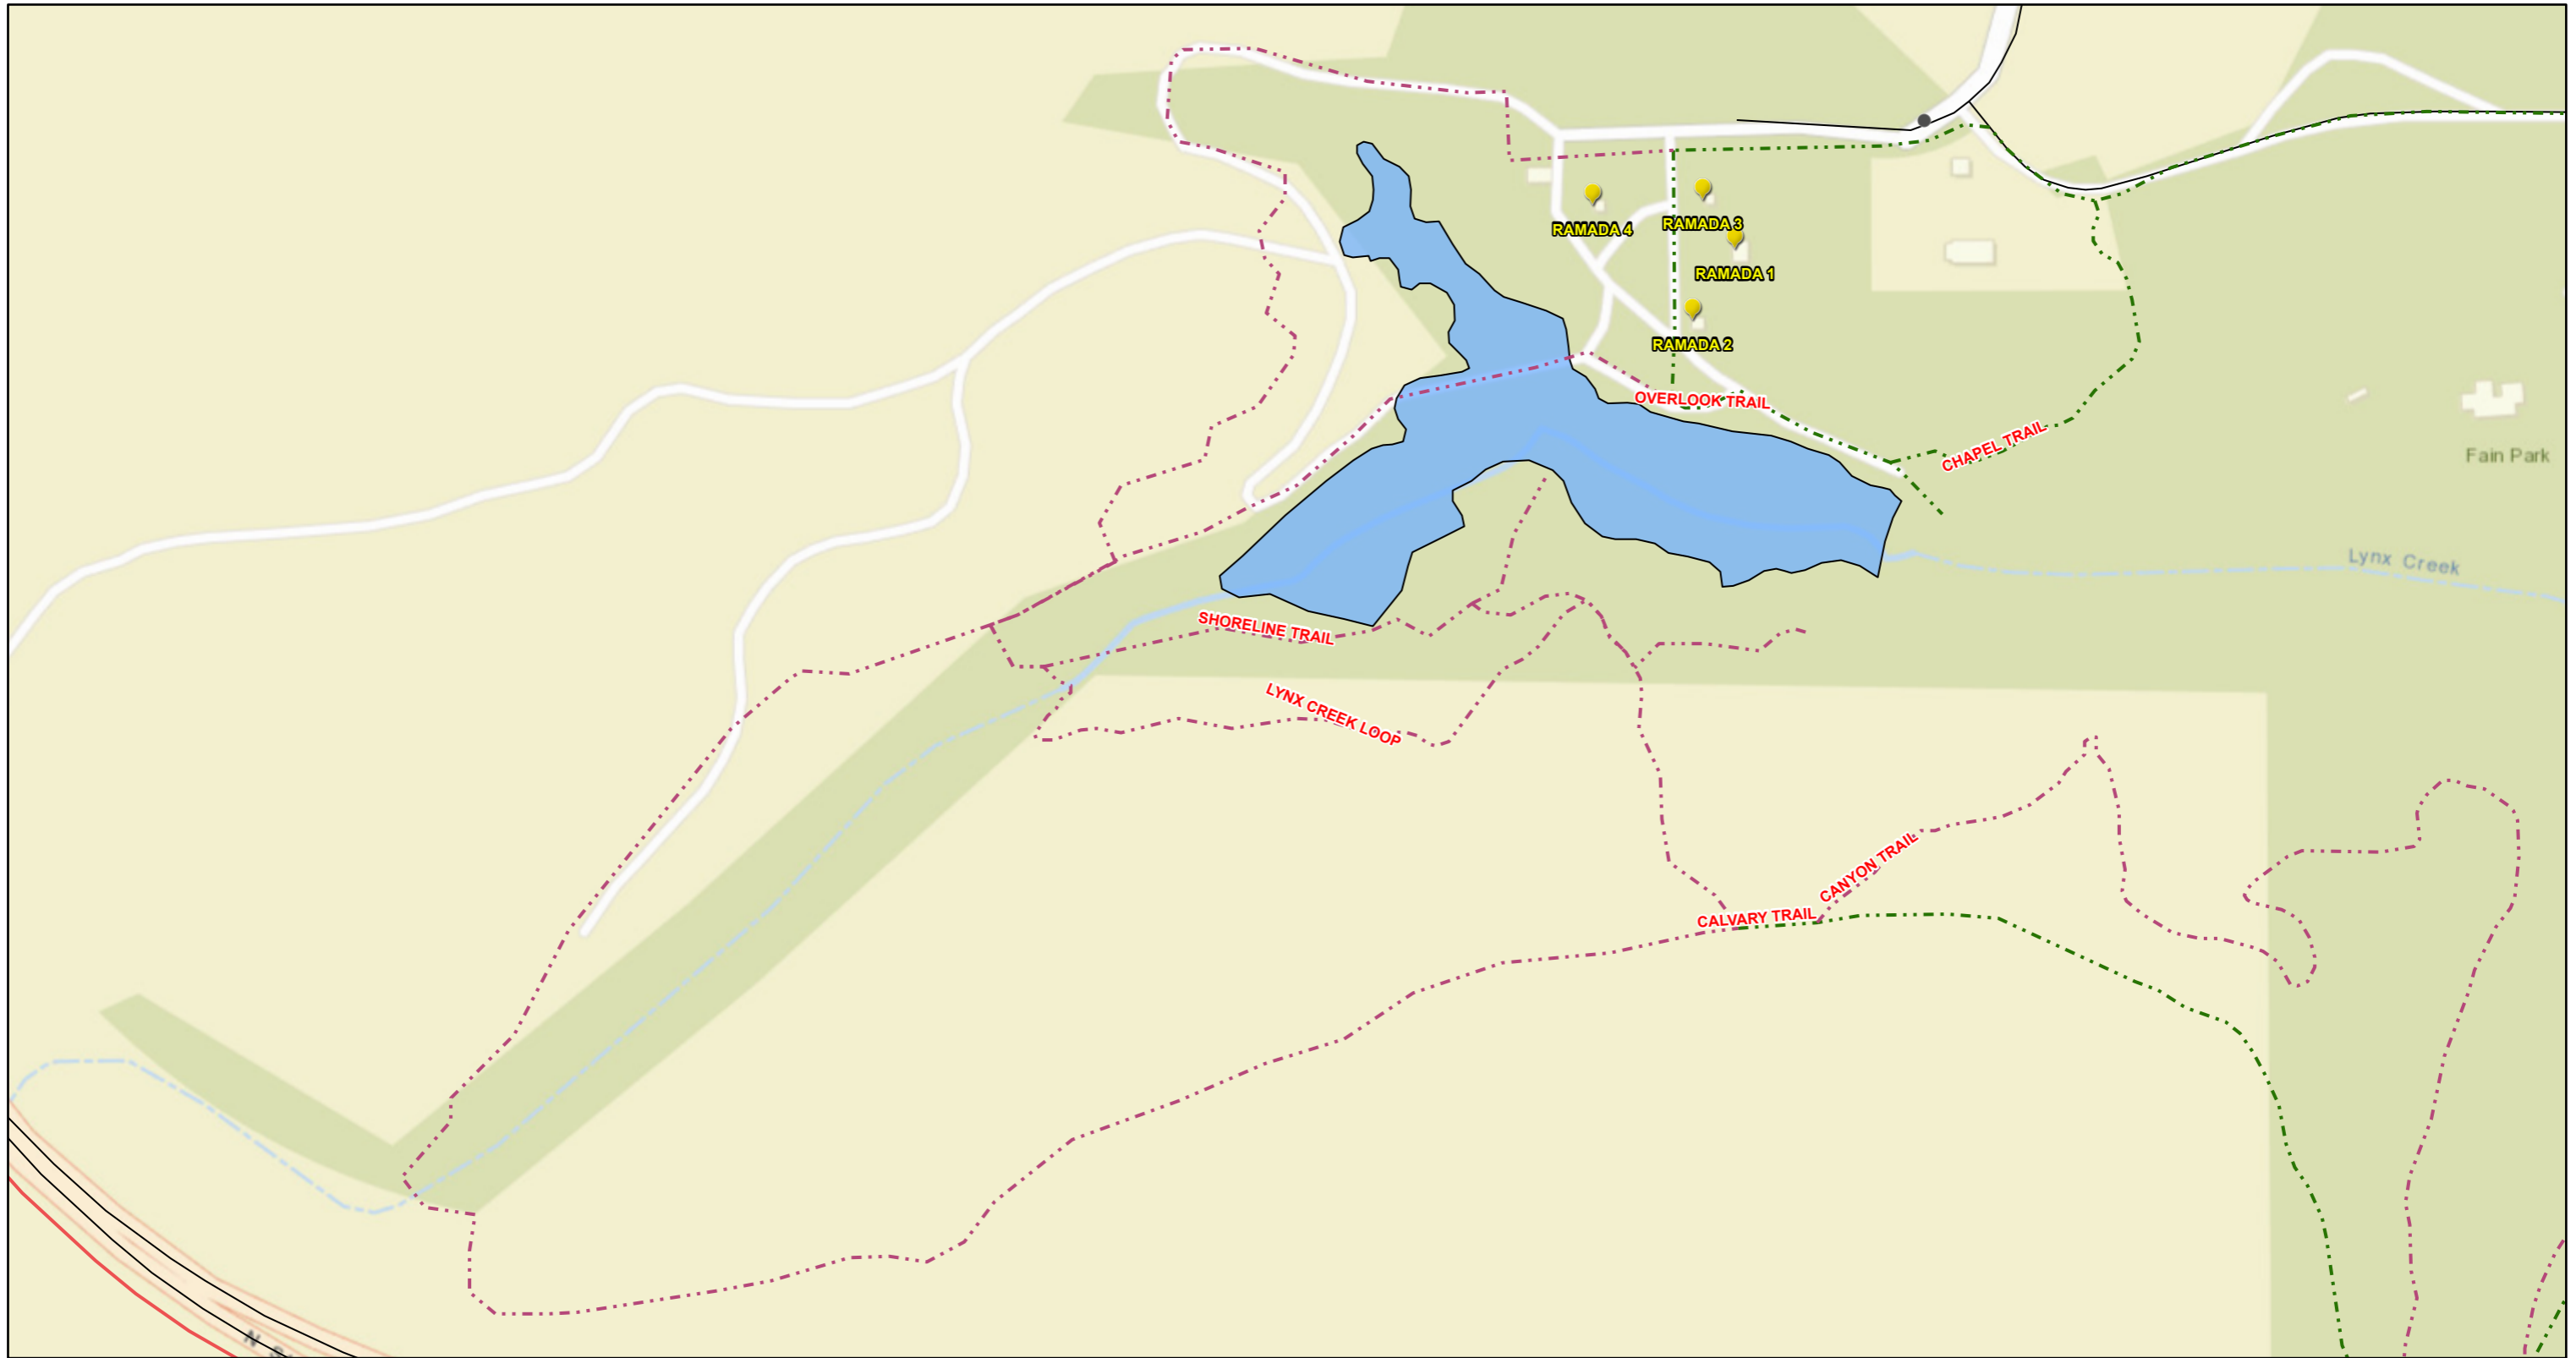 RAMADA 4
RAMADA 3
RAMADA 1
RAMADA 2
OVERLOOK TRAIL
CHAPEL TRAIL
Fain Park
Lynx Creek
SHORELINE TRAIL
LYNX CREEK LOOP
CANYON TRAIL
CALVARY TRAIL
N